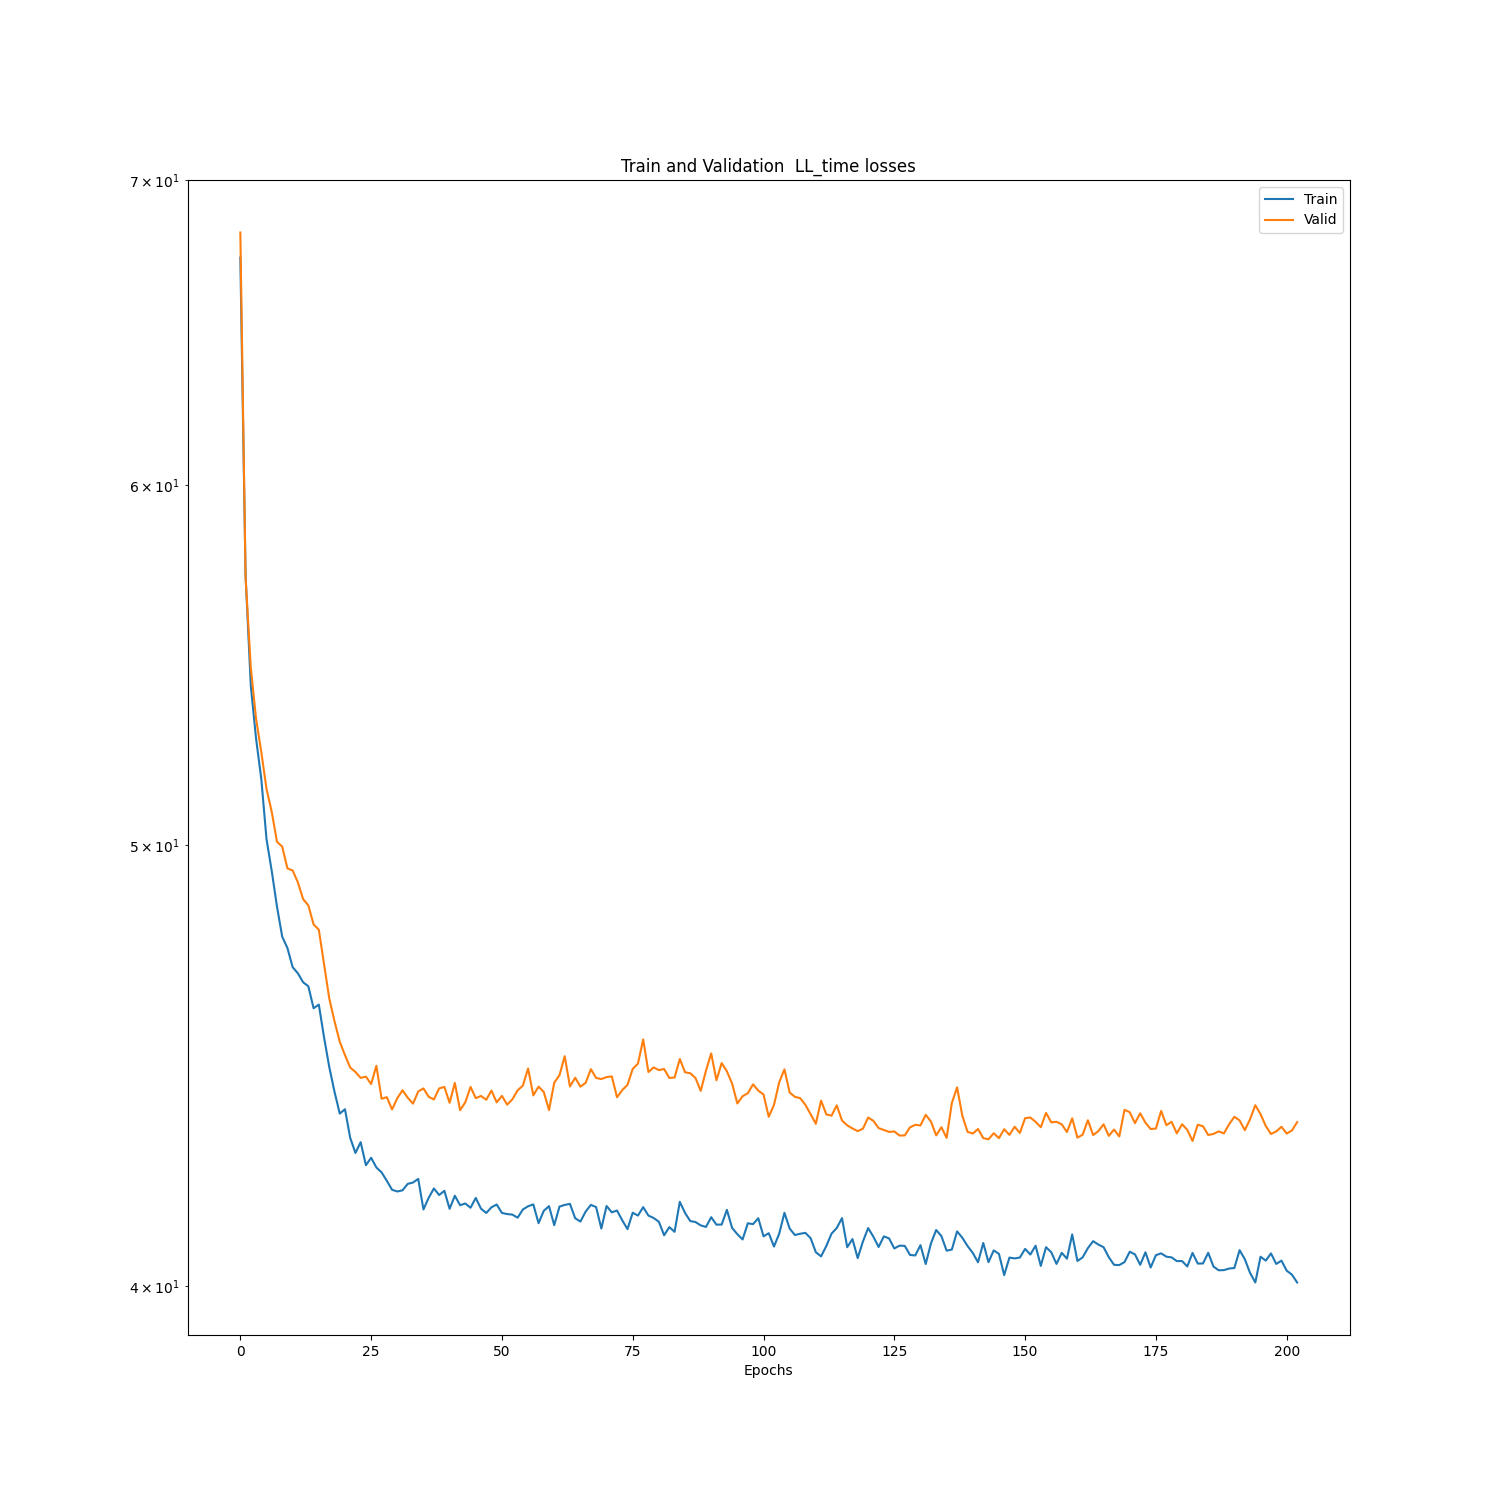 Train and Validation  LL_time losses
7 × 10¹
Train
Valid
6 × 10¹
5 × 10¹
4 × 10¹
0 25 50 75 100 125 150 175 200
Epochs